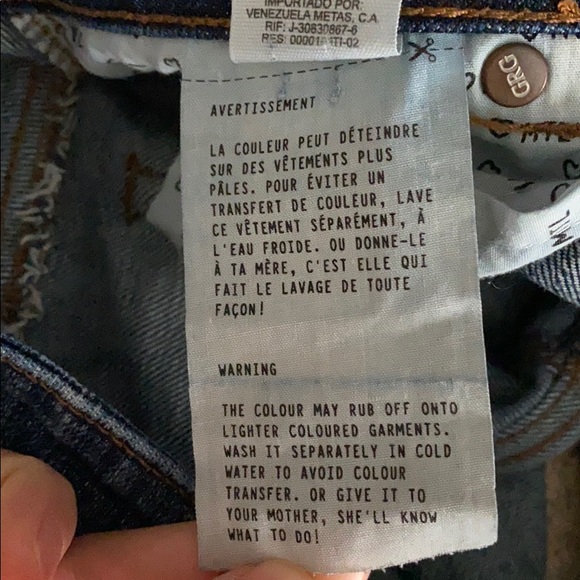 IMPORTADO POR:
VENEZUELA METAS, C.A
RIF: J-30830867-6
AVERTISSEMENT
LA COULEUR PEUT DÉTEINDRE
SUR DES VÊTEMENTS PLUS
PÂLES. POUR ÉVITER UN
TRANSFERT DE COULEUR, LAVE
CE VÊTEMENT SÉPARÉMENT, À
L'EAU FROIDE. OU DONNE-LE
À TA MÈRE, C'EST ELLE QUI
FAIT LE LAVAGE DE TOUTE
FAÇON!
WARNING
THE COLOUR MAY RUB OFF ONTO
LIGHTER COLOURED GARMENTS.
WASH IT SEPARATELY IN COLD
WATER TO AVOID COLOUR
TRANSFER. OR GIVE IT TO
YOUR MOTHER, SHE'LL KNOW
WHAT TO DO!
GRG